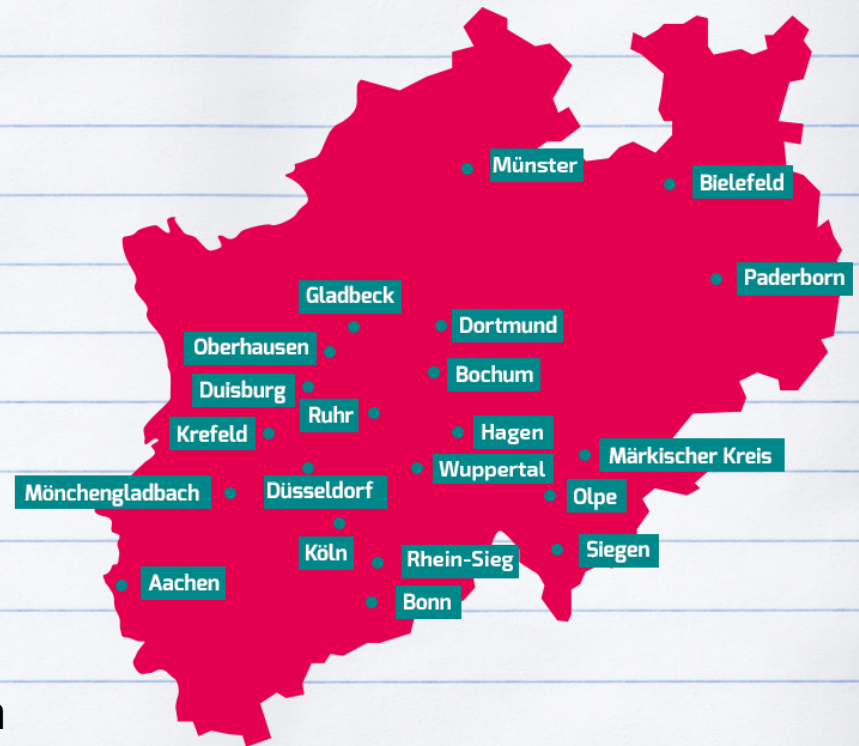 Münster
Bielefeld
Paderborn
Gladbeck
Dortmund
Oberhausen
Bochum
Duisburg
Ruhr
Krefeld
Hagen
Märkischer Kreis
Wuppertal
Mönchengladbach
Düsseldorf
Olpe
Köln
Siegen
Rhein-Sieg
Aachen
Bonn